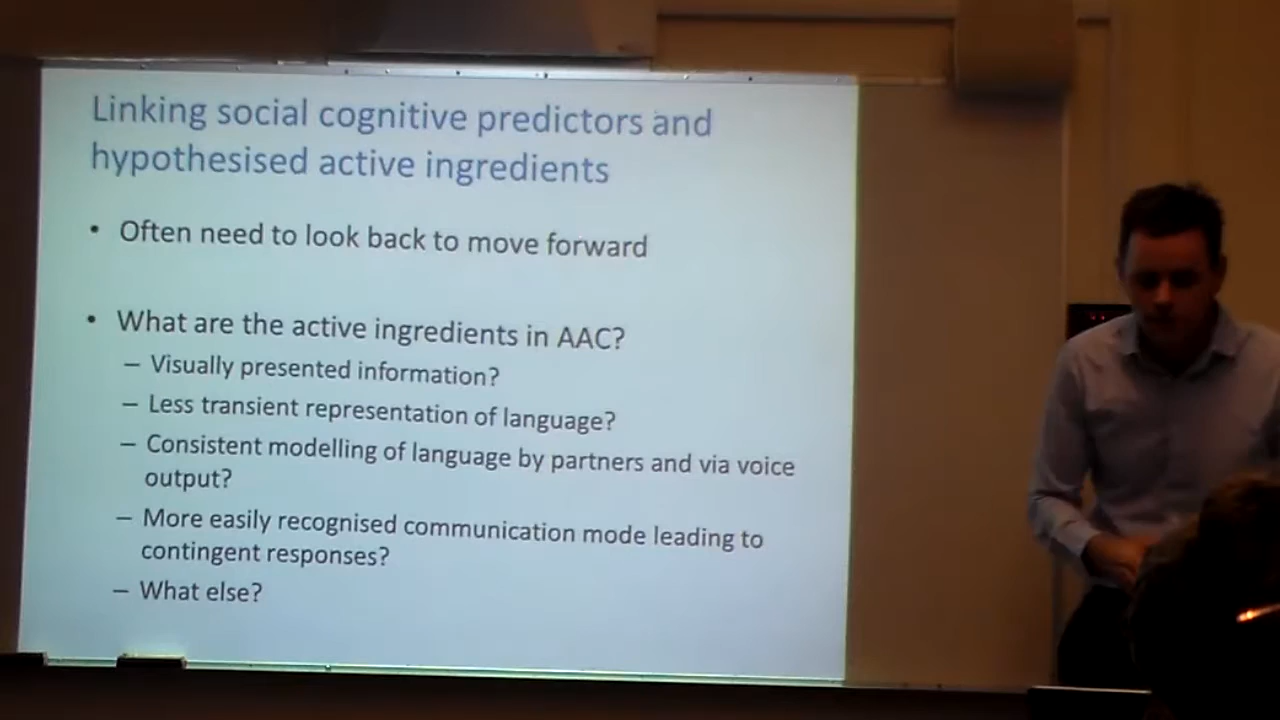 Linking social cognitive predictors and
hypothesised active ingredients
• Often need to look back to move forward
• What are the active ingredients in AAC?
– Visually presented information?
– Less transient representation of language?
– Consistent modelling of language by partners and via voice
output?
– More easily recognised communication mode leading to
contingent responses?
– What else?